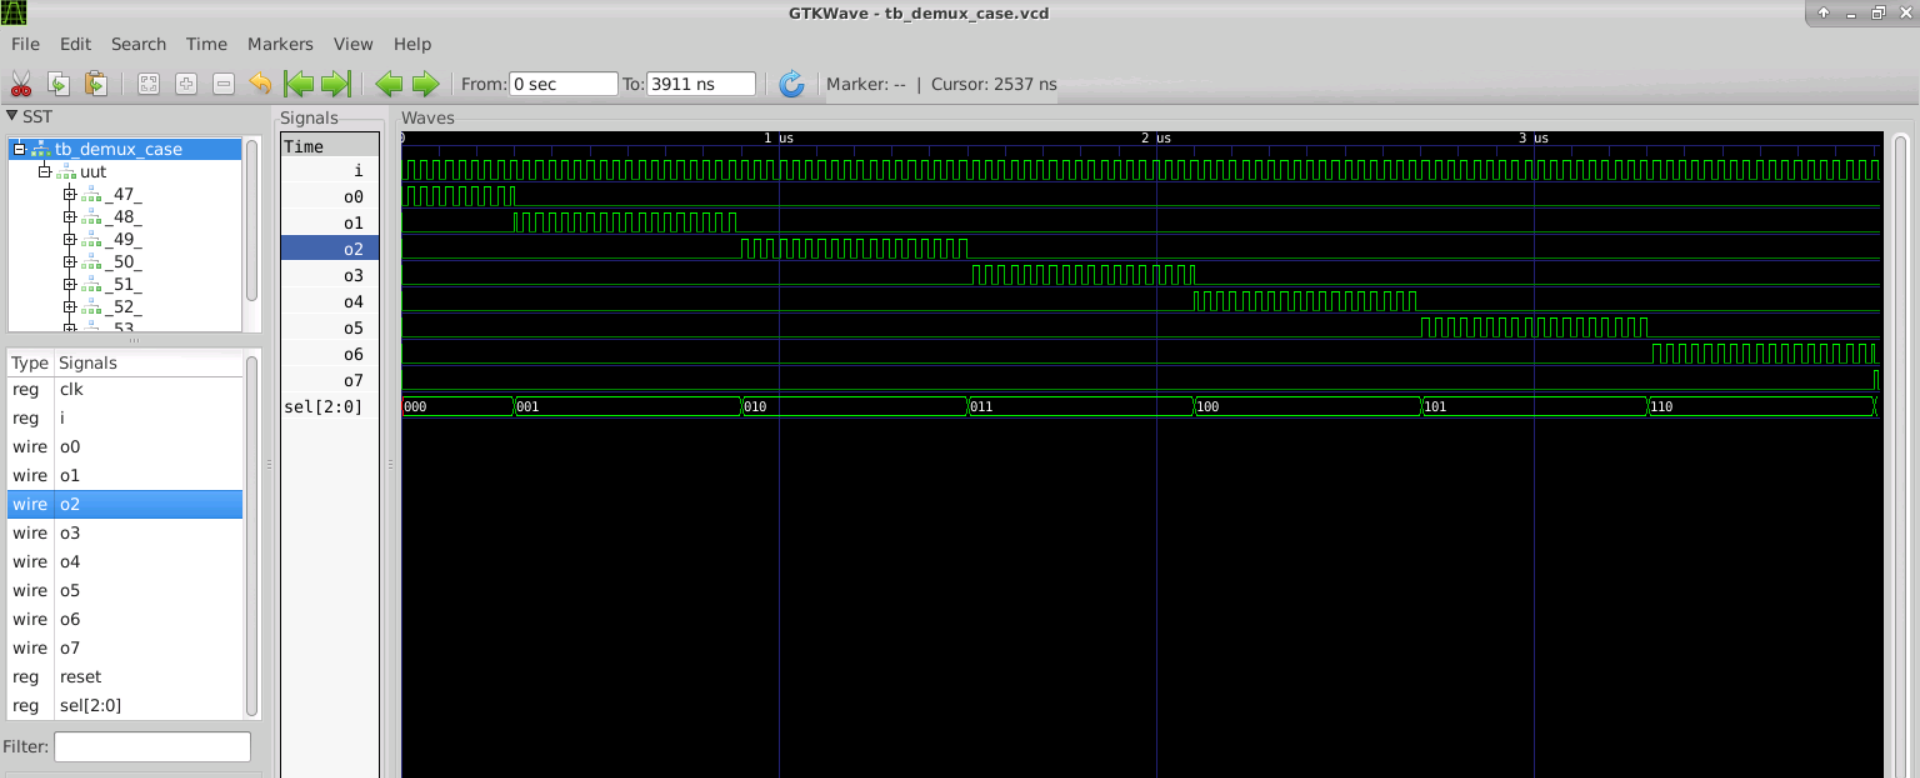 GTKWave - tb_demux_case.vcd
File Edit Search Time Markers View Help
From: 0 sec To: 3911 ns Marker: -- | Cursor: 2537 ns
SST
tb_demux_case
uut
_47_
_48_
_49_
_50_
_51_
_52_
_53_
Type Signals
reg clk
reg i
wire o0
wire o1
wire o2
wire o3
wire o4
wire o5
wire o6
wire o7
reg reset
reg sel[2:0]
Filter:
Signals
Time
i
o0
o1
o2
o3
o4
o5
o6
o7
sel[2:0]
Waves
0 1 us 2 us 3 us
000 001 010 011 100 101 110